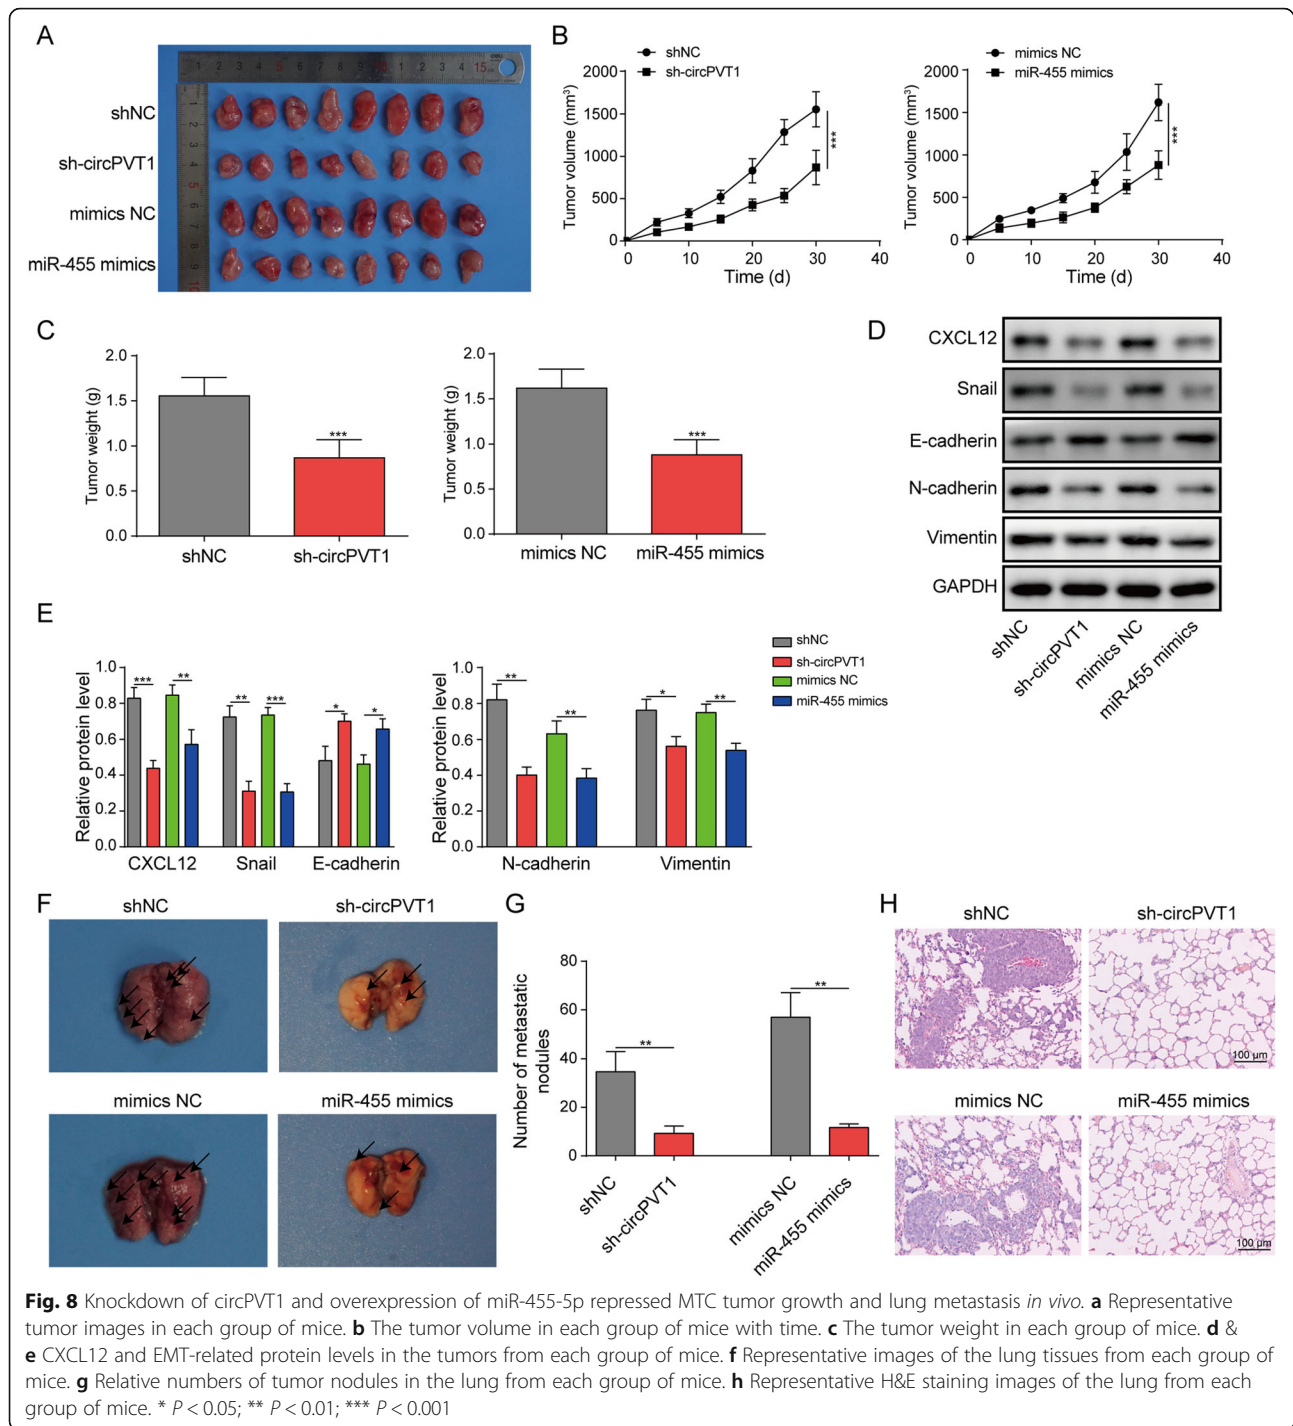 A
shNC
sh-circPVT1
mimics NC
miR-455 mimics
B
shNC
sh-circPVT1
Tumor volume (mm³)
2000
1500
1000
500
0
0 10 20 30 40
Time (d)
***
mimics NC
miR-455 mimics
Tumor volume (mm³)
2000
1500
1000
500
0
0 10 20 30 40
Time (d)
***
C
Tumor weight (g)
2.0
1.5
1.0
0.5
0.0
***
shNC sh-circPVT1
Tumor weight (g)
2.0
1.5
1.0
0.5
0.0
***
mimics NC miR-455 mimics
D
CXCL12
Snail
E-cadherin
N-cadherin
Vimentin
GAPDH
shNC
sh-circPVT1
mimics NC
miR-455 mimics
E
Relative protein level
1.0
0.8
0.6
0.4
0.2
0.0
*** ** ** *** * *
CXCL12 Snail E-cadherin
Relative protein level
1.0
0.8
0.6
0.4
0.2
0.0
** ** * **
N-cadherin Vimentin
shNC
sh-circPVT1
mimics NC
miR-455 mimics
F
shNC sh-circPVT1
mimics NC miR-455 mimics
G
Number of metastatic
nodules
80
60
40
20
0
** **
shNC
sh-circPVT1
mimics NC
miR-455 mimics
H
shNC sh-circPVT1
100 µm
mimics NC miR-455 mimics
100 µm
Fig. 8 Knockdown of circPVT1 and overexpression of miR-455-5p repressed MTC tumor growth and lung metastasis in vivo. a Representative
tumor images in each group of mice. b The tumor volume in each group of mice with time. c The tumor weight in each group of mice. d &
e CXCL12 and EMT-related protein levels in the tumors from each group of mice. f Representative images of the lung tissues from each group of
mice. g Relative numbers of tumor nodules in the lung from each group of mice. h Representative H&E staining images of the lung from each
group of mice. * P < 0.05; ** P < 0.01; *** P < 0.001